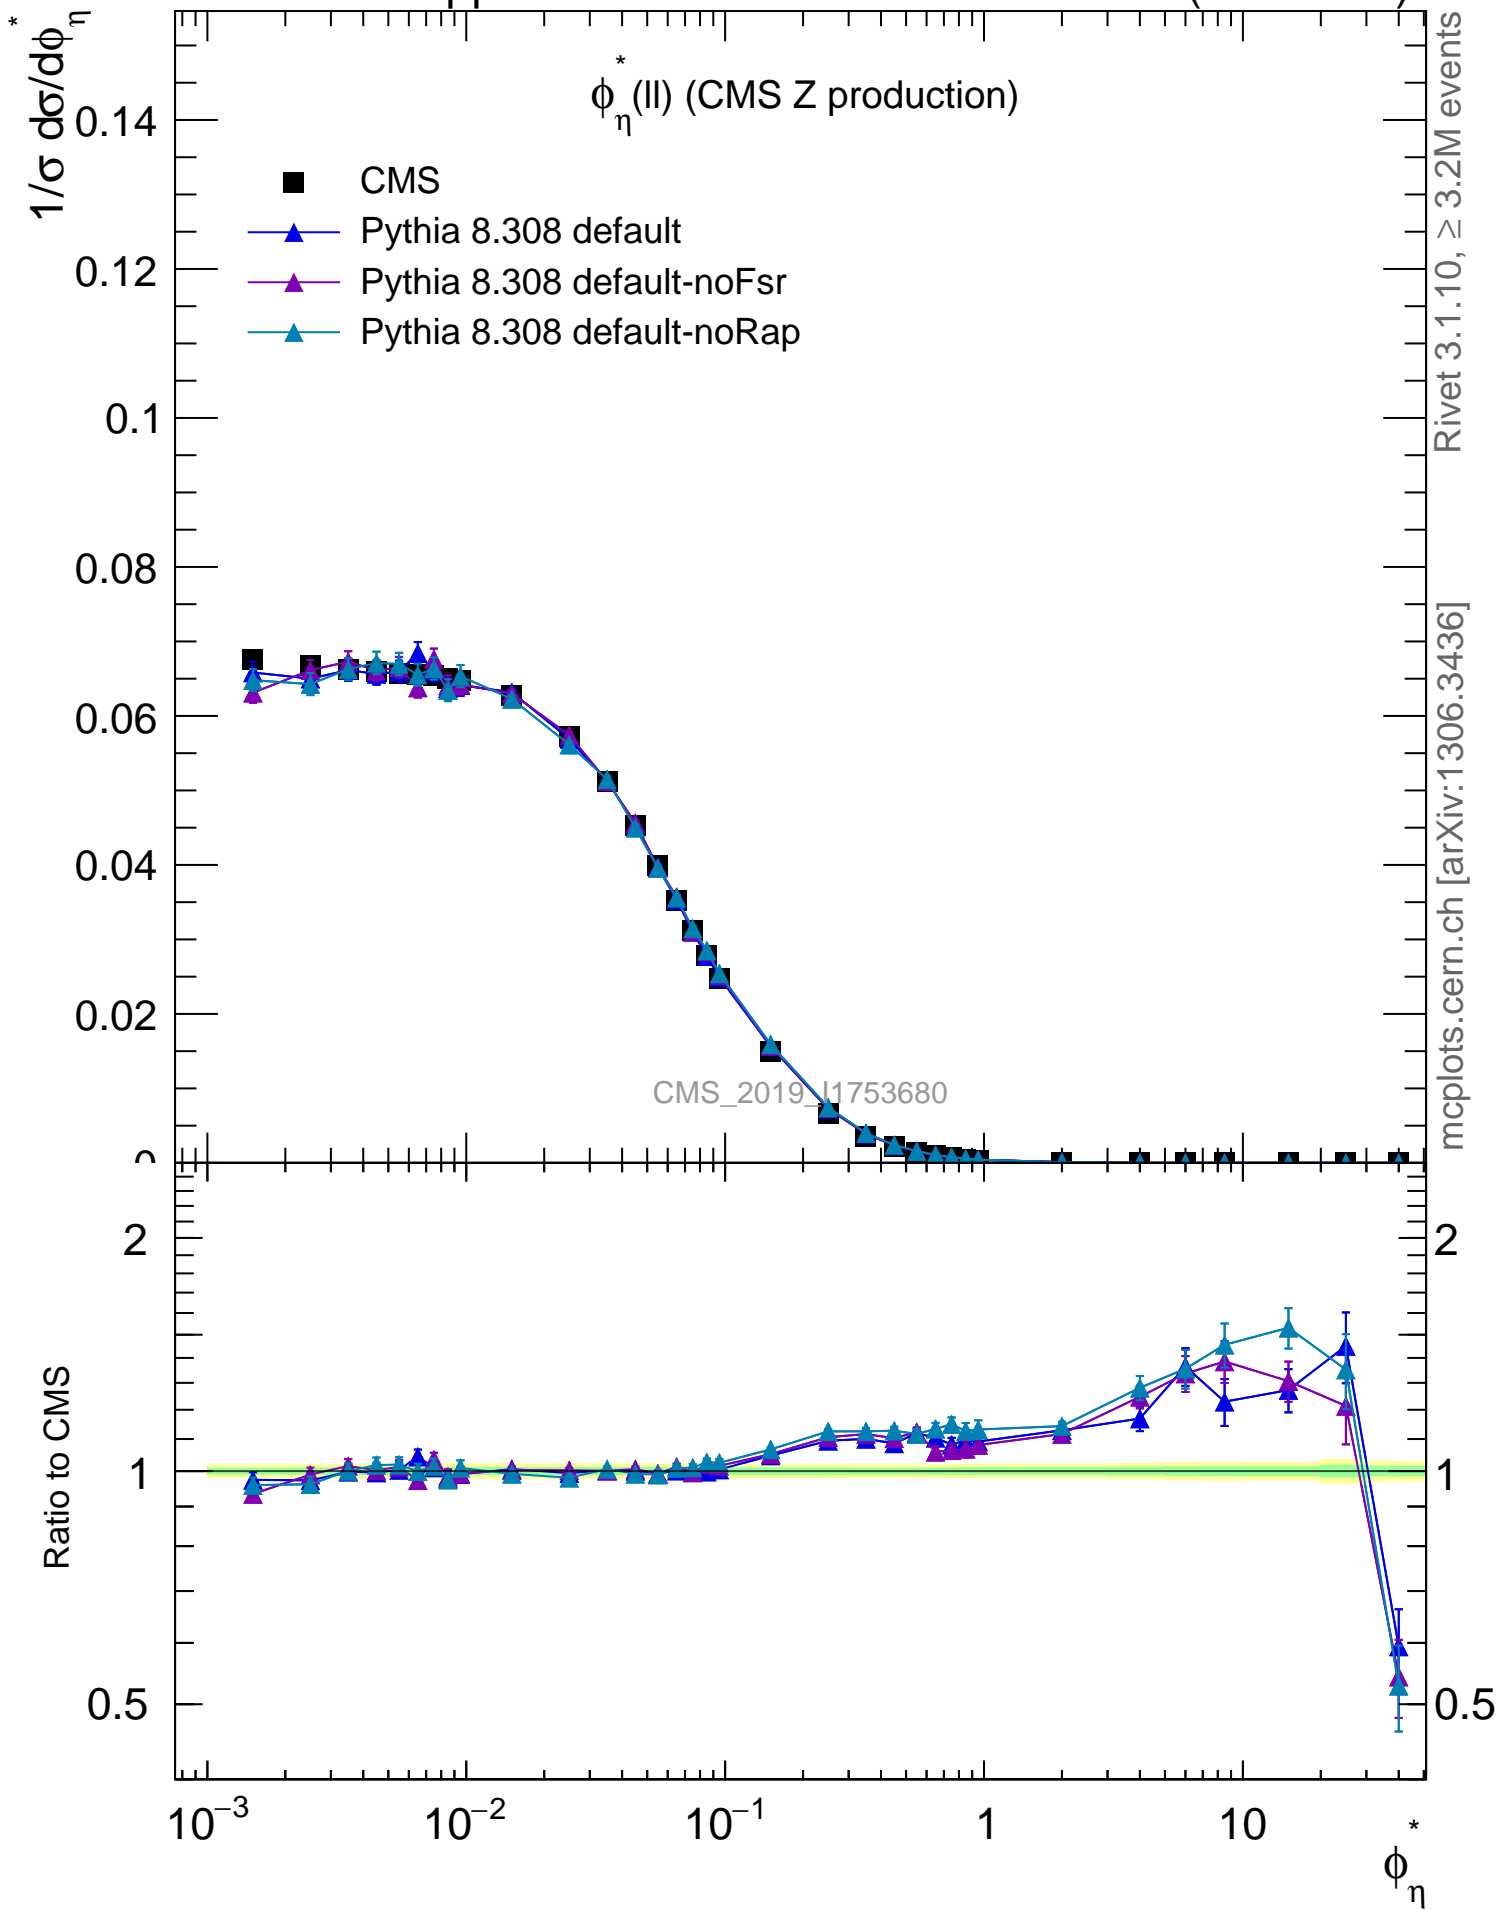 1/σ dσ/dϕ*η
ϕ*η(ll) (CMS Z production)
CMS
Pythia 8.308 default
Pythia 8.308 default-noFsr
Pythia 8.308 default-noRap
0.14
0.12
0.1
0.08
0.06
0.04
0.02
0
CMS_2019_I1753680
Rivet 3.1.10, ≥ 3.2M events
mcplots.cern.ch [arXiv:1306.3436]
Ratio to CMS
2
1
0.5
2
1
0.5
10−3
10−2
10−1
1
10
ϕ*η